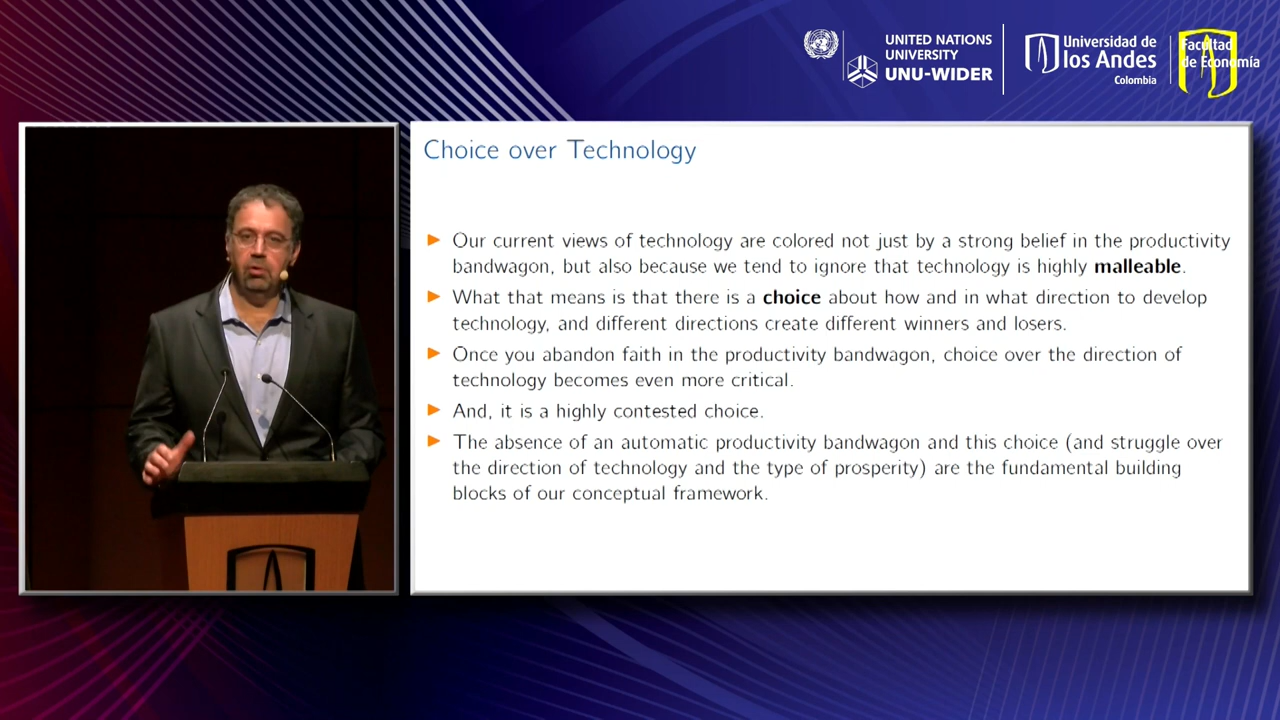 UNITED NATIONS
UNIVERSITY
UNU-WIDER
Universidad de
los Andes
Colombia
Facultad
de Economía
Choice over Technology
Our current views of technology are colored not just by a strong belief in the productivity
bandwagon, but also because we tend to ignore that technology is highly malleable.
What that means is that there is a choice about how and in what direction to develop
technology, and different directions create different winners and losers.
Once you abandon faith in the productivity bandwagon, choice over the direction of
technology becomes even more critical.
And, it is a highly contested choice.
The absence of an automatic productivity bandwagon and this choice (and struggle over
the direction of technology and the type of prosperity) are the fundamental building
blocks of our conceptual framework.